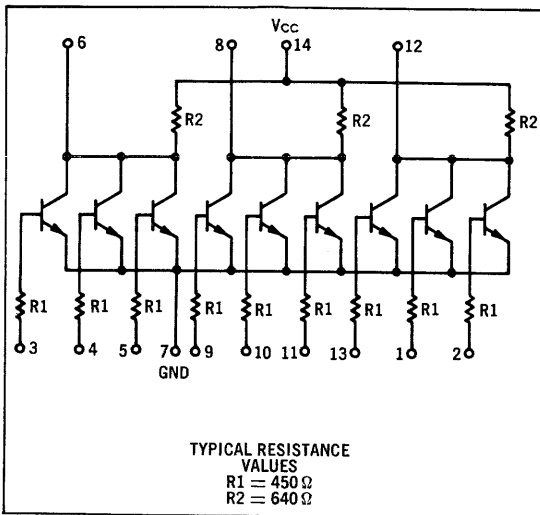 Vcc
6 8 14 12
R2 R2 R2
R1 R1 R1 R1 R1 R1 R1 R1 R1
3 4 5 7 9 10 11 13 1 2
GND
TYPICAL RESISTANCE
VALUES
R1 = 450 Ω
R2 = 640 Ω